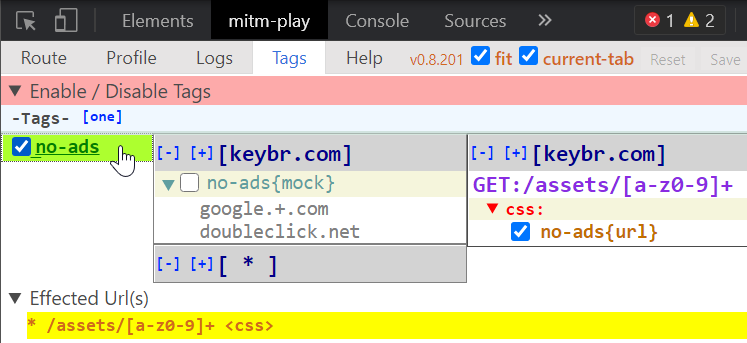 Elements mitm-play Console Sources » 1 2
Route Profile Logs Tags Help v0.8.201 fit current-tab Reset Save
▼ Enable / Disable Tags
-Tags- [one]
_no-ads
[-] [+] [keybr.com]
▼ no-ads{mock}
google.+.com
doubleclick.net
[-] [+] [ * ]
[-] [+] [keybr.com]
GET:/assets/[a-z0-9]+
▼ css:
no-ads{url}
▼ Effected Url(s)
* /assets/[a-z0-9]+ <css>